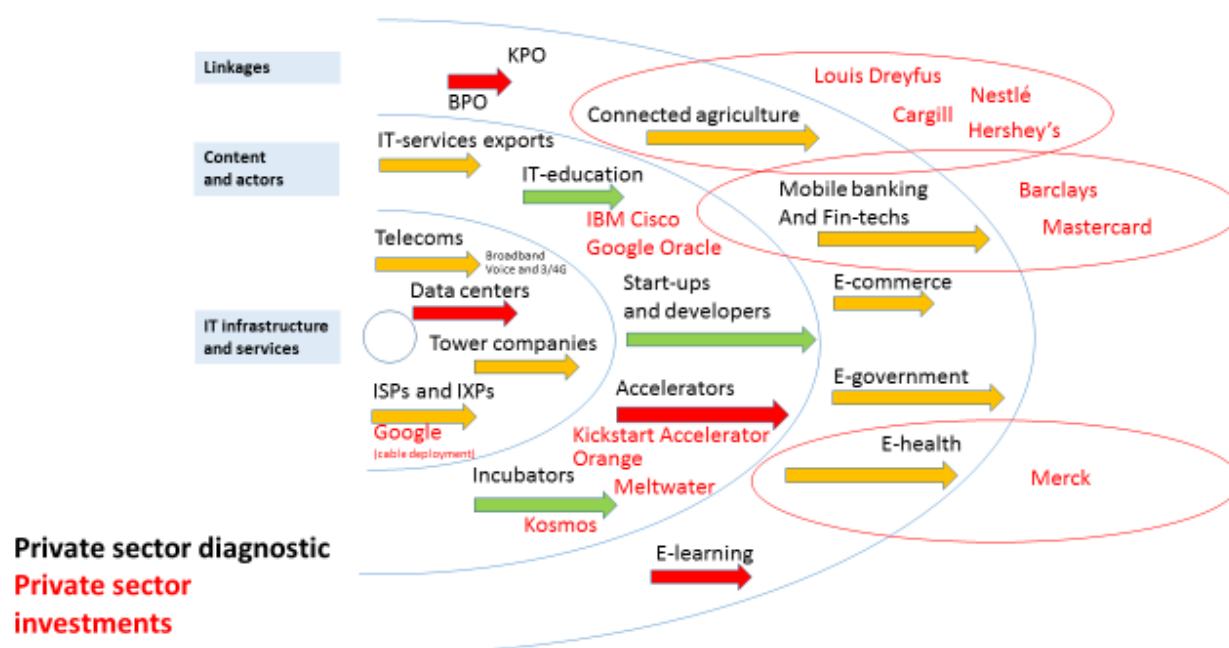 Linkages
KPO
BPO
Louis Dreyfus
Nestlé
Cargill
Hershey's
Connected agriculture
Content
and actors
IT-services exports
IT-education
IBM Cisco
Google Oracle
Mobile banking
And Fin-techs
Barclays
Mastercard
Telecoms
Broadband
Voice and 3/4G
Data centers
IT infrastructure
and services
Tower companies
Start-ups
and developers
E-commerce
ISPs and IXPs
Google
(cable deployment)
Accelerators
Kickstart Accelerator
Orange
Meltwater
E-government
Incubators
Kosmos
E-health
Merck
E-learning
Private sector diagnostic
Private sector
investments